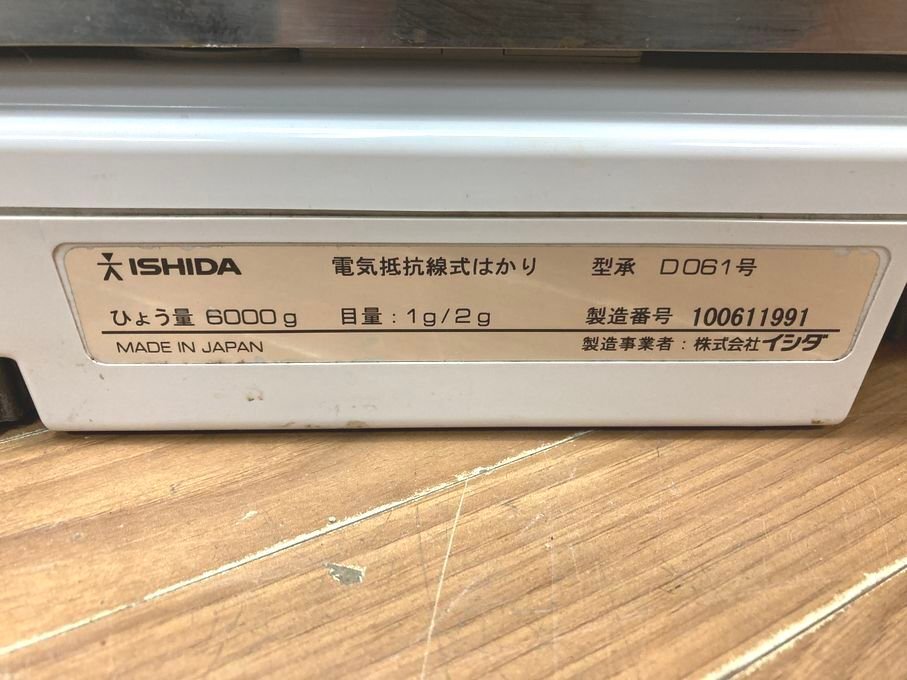 ISHIDA 電気抵抗線式はかり 型承 D061号
ひょう量 6000g 目量:1g/2g 製造番号 100611991
MADE IN JAPAN 製造事業者:株式会社イシダ